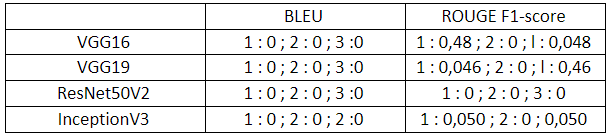 BLEU ROUGE F1-score
VGG16 1 : 0 ; 2 : 0 ; 3 :0 1 : 0,48 ; 2 : 0 ; l : 0,048
VGG19 1 : 0 ; 2 : 0 ; 3 :0 1 : 0,046 ; 2 : 0 ; l : 0,46
ResNet50V2 1 : 0 ; 2 : 0 ; 3 :0 1 : 0 ; 2 : 0 ; 3 : 0
InceptionV3 1 : 0 ; 2 : 0 ; 2 : 0 1 : 0,050 ; 2 : 0 ; 0,050